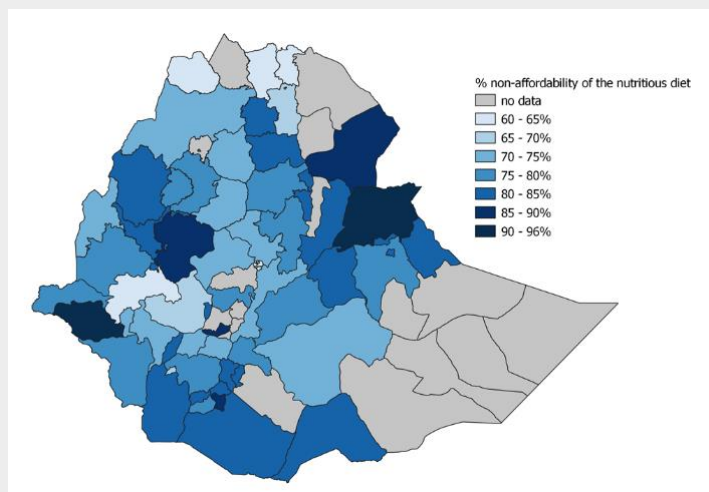 % non-affordability of the nutritious diet
no data
60 - 65%
65 - 70%
70 - 75%
75 - 80%
80 - 85%
85 - 90%
90 - 96%